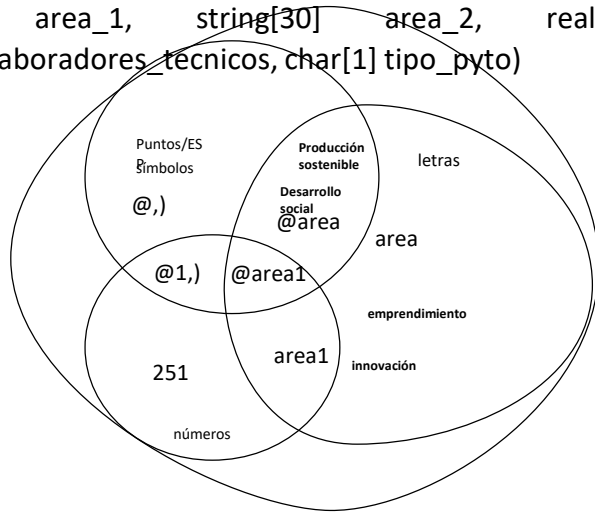 area_1, string[30] area_2, real
aboradores_tecnicos, char[1] tipo_pyto)
Puntos/ES
P.
símbolos
Producción
sostenible
letras
Desarrollo
social
@,)
@area
area
@1,)
@area1
emprendimiento
area1
innovación
251
números